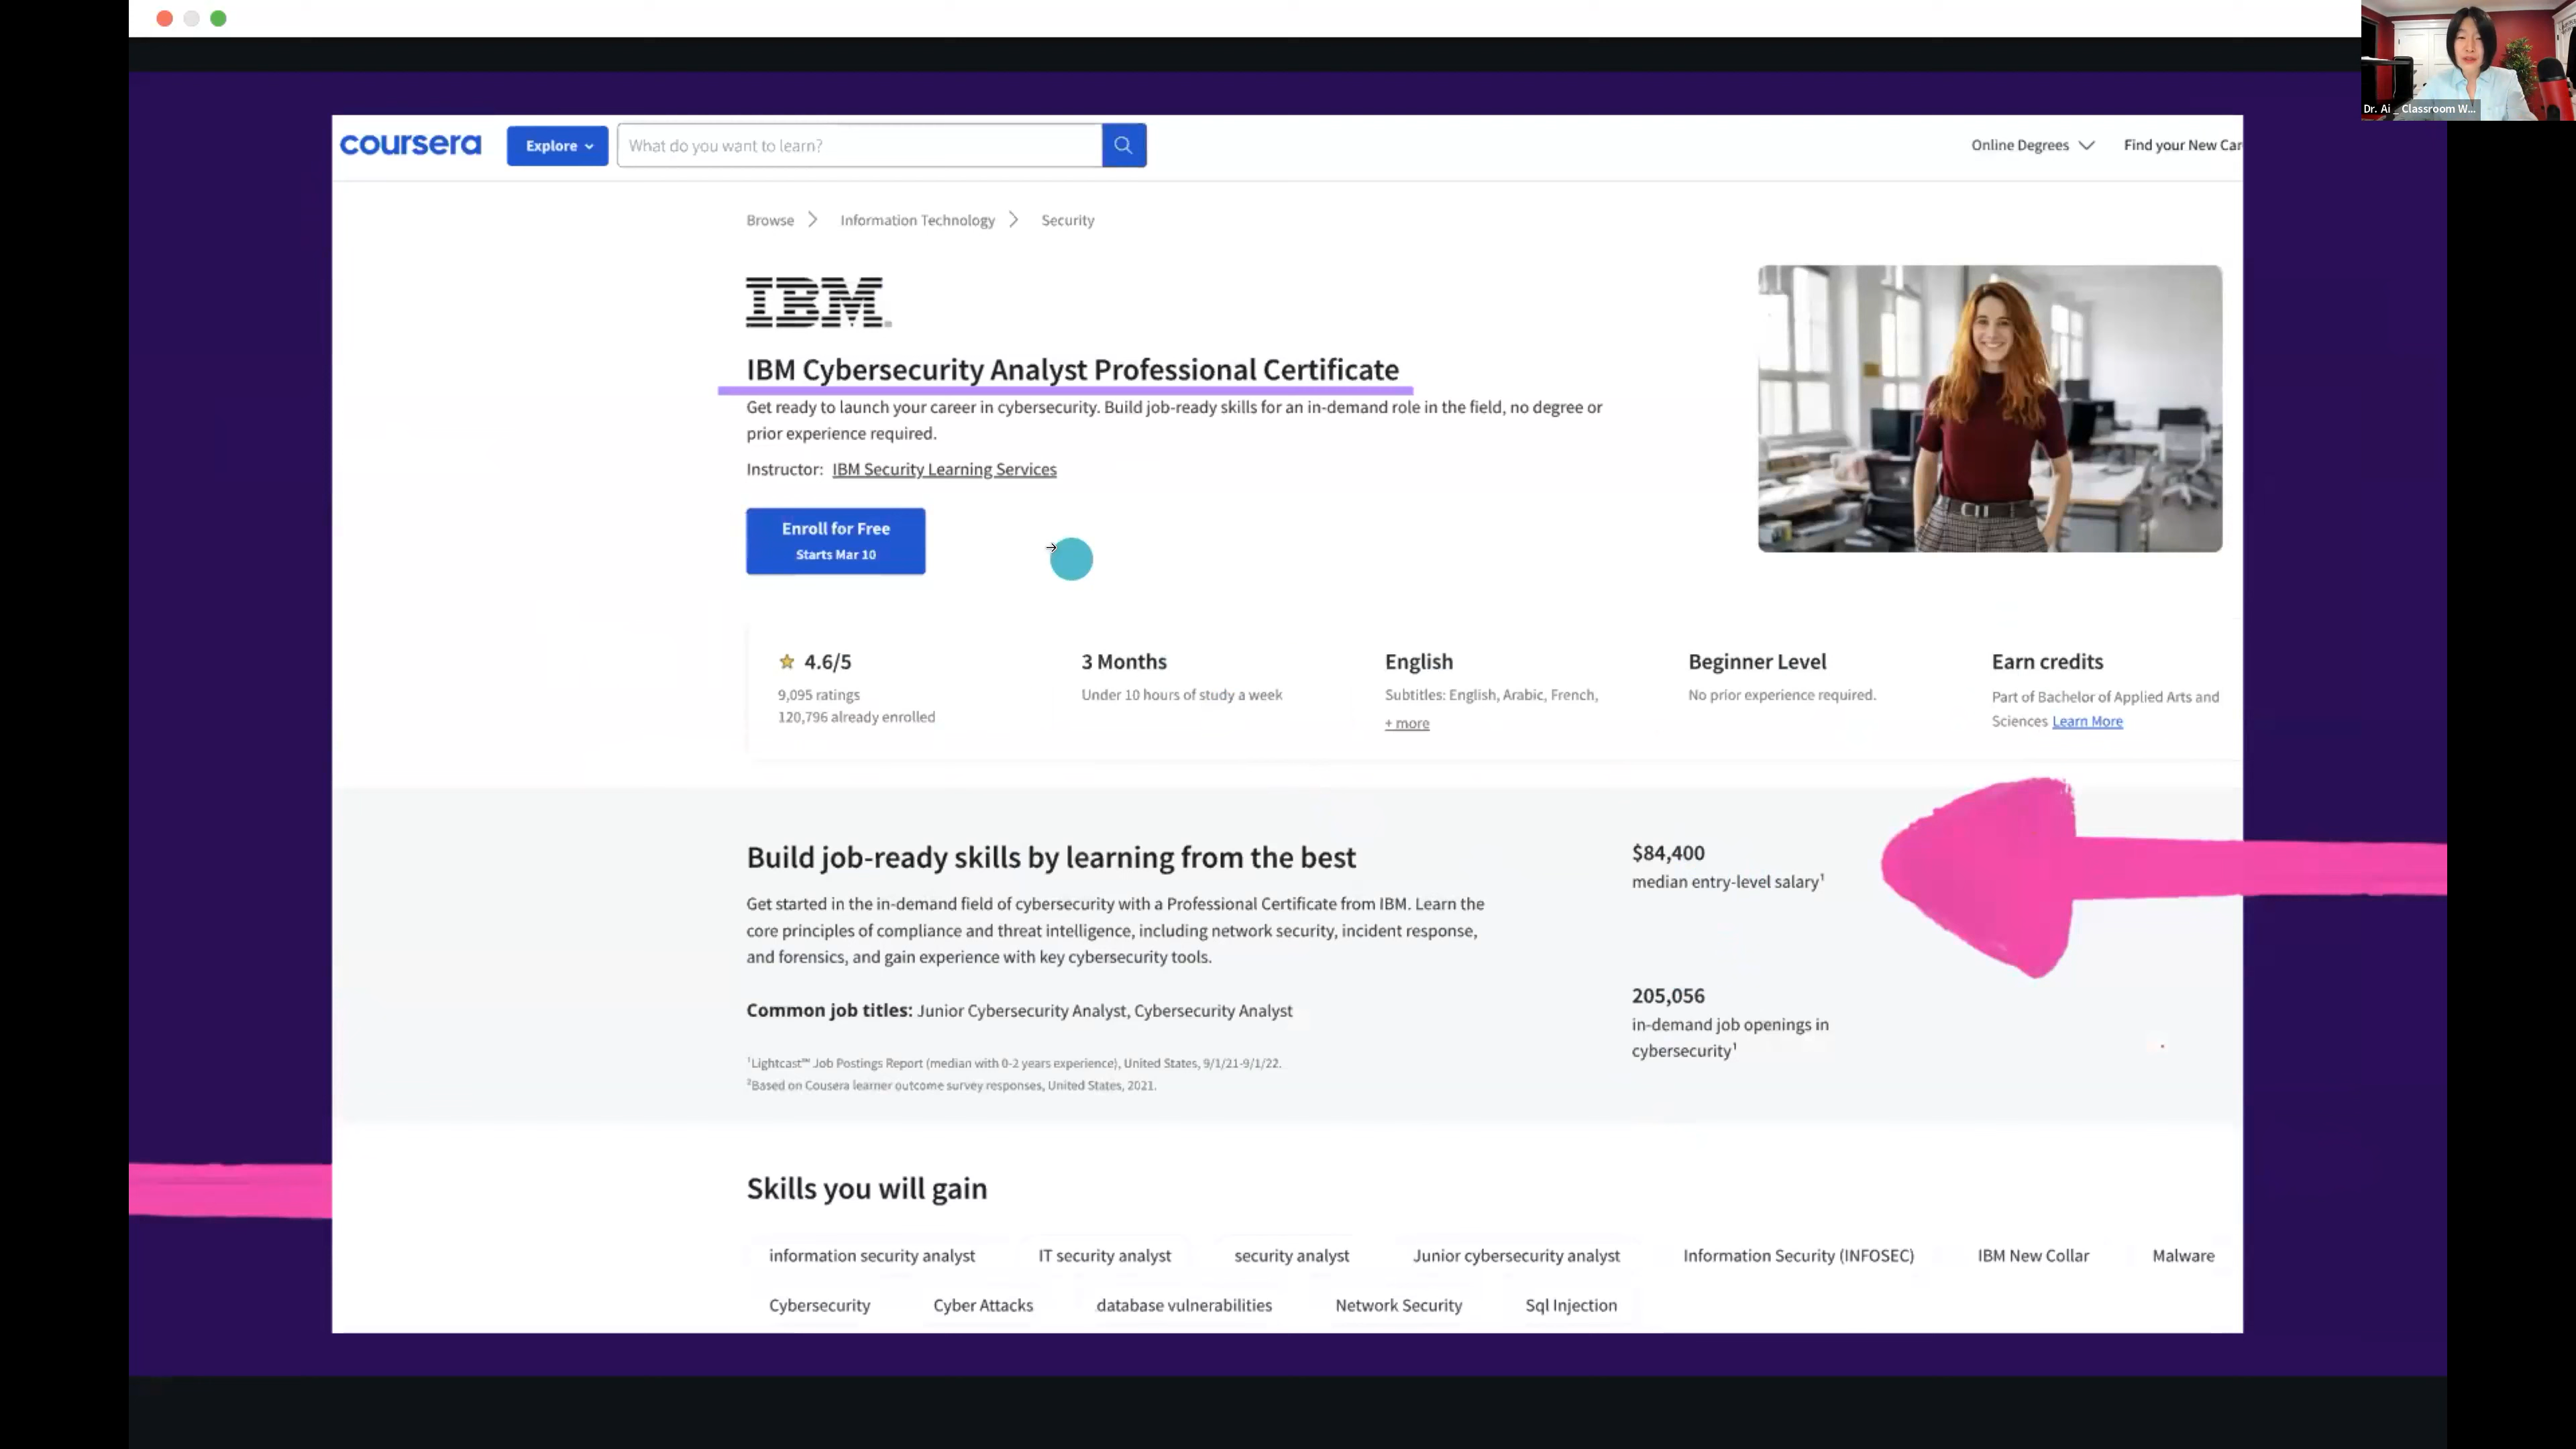 Dr. Ai _ Classroom W...
coursera
Explore
What do you want to learn?
Online Degrees
Find your New Car
Browse
Information Technology
Security
IBM
IBM Cybersecurity Analyst Professional Certificate
Get ready to launch your career in cybersecurity. Build job-ready skills for an in-demand role in the field, no degree or
prior experience required.
Instructor: IBM Security Learning Services
Enroll for Free
Starts Mar 10
4.6/5
9,095 ratings
120,796 already enrolled
3 Months
Under 10 hours of study a week
English
Subtitles: English, Arabic, French,
+ more
Beginner Level
No prior experience required.
Earn credits
Part of Bachelor of Applied Arts and
Sciences Learn More
Build job-ready skills by learning from the best
Get started in the in-demand field of cybersecurity with a Professional Certificate from IBM. Learn the
core principles of compliance and threat intelligence, including network security, incident response,
and forensics, and gain experience with key cybersecurity tools.
Common job titles: Junior Cybersecurity Analyst, Cybersecurity Analyst
¹Lightcast™ Job Postings Report (median with 0-2 years experience), United States, 9/1/21-9/1/22.
²Based on Cousera learner outcome survey responses, United States, 2021.
$84,400
median entry-level salary¹
205,056
in-demand job openings in
cybersecurity¹
Skills you will gain
information security analyst
IT security analyst
security analyst
Junior cybersecurity analyst
Information Security (INFOSEC)
IBM New Collar
Malware
Cybersecurity
Cyber Attacks
database vulnerabilities
Network Security
Sql Injection